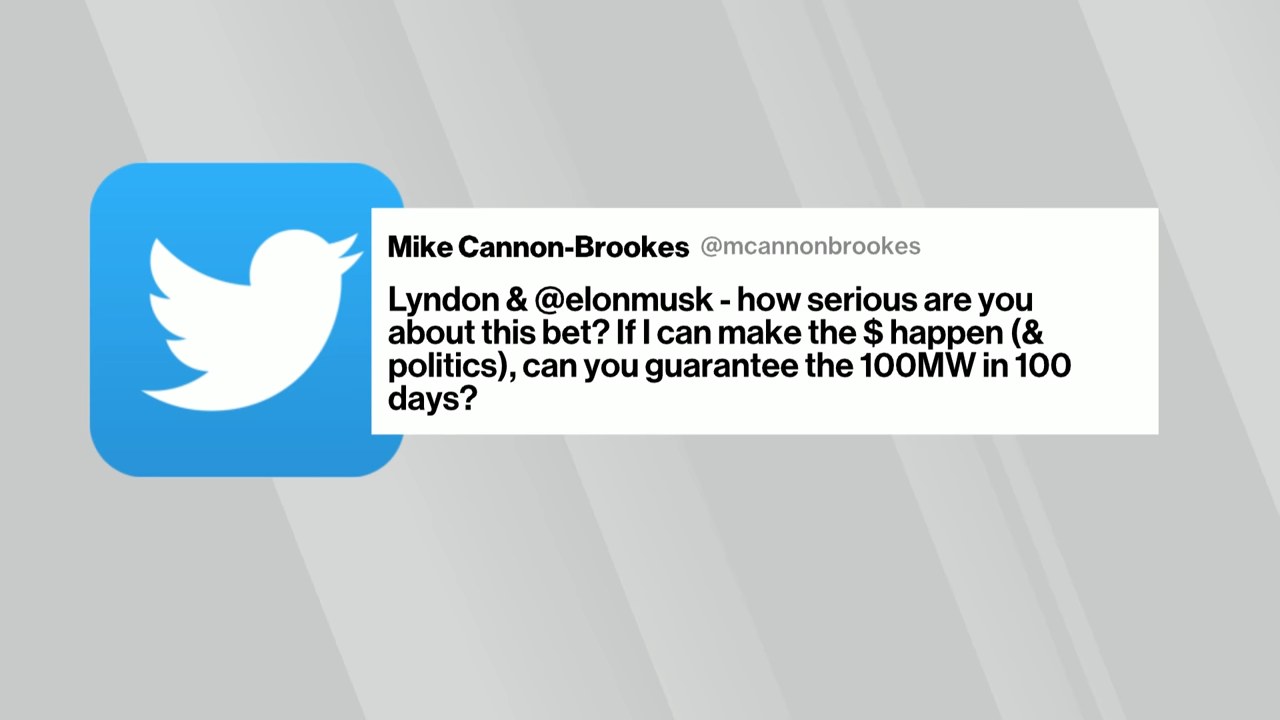 Mike Cannon-Brookes @mcannonbrookes
Lyndon & @elonmusk - how serious are you
about this bet? If I can make the $ happen (&
politics), can you guarantee the 100MW in 100
days?